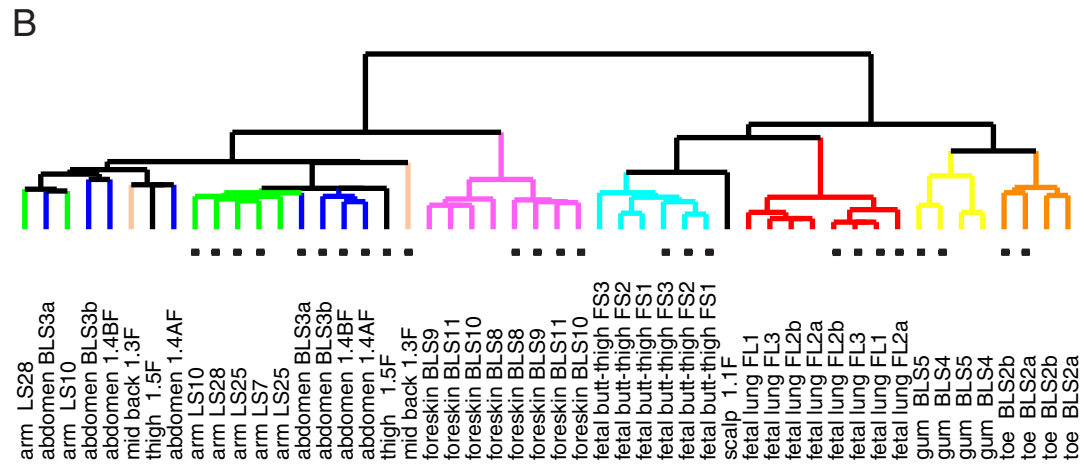 B
arm LS28
abdomen BLS3a
arm LS10
abdomen BLS3b
abdomen 1.4BF
mid back 1.3F
thigh 1.5F
abdomen 1.4AF
arm LS10
arm LS28
arm LS25
arm LS7
arm LS25
abdomen BLS3a
abdomen BLS3b
abdomen 1.4BF
abdomen 1.4AF
thigh 1.5F
mid back 1.3F
foreskin BLS9
foreskin BLS11
foreskin BLS10
foreskin BLS8
foreskin BLS8
foreskin BLS9
foreskin BLS11
foreskin BLS10
fetal butt-thigh FS3
fetal butt-thigh FS2
fetal butt-thigh FS1
fetal butt-thigh FS3
fetal butt-thigh FS2
fetal butt-thigh FS1
scalp 1.1F
fetal lung FL1
fetal lung FL3
fetal lung FL2b
fetal lung FL2a
fetal lung FL2b
fetal lung FL3
fetal lung FL1
fetal lung FL2a
gum BLS5
gum BLS4
gum BLS5
gum BLS4
toe BLS2b
toe BLS2a
toe BLS2b
toe BLS2a